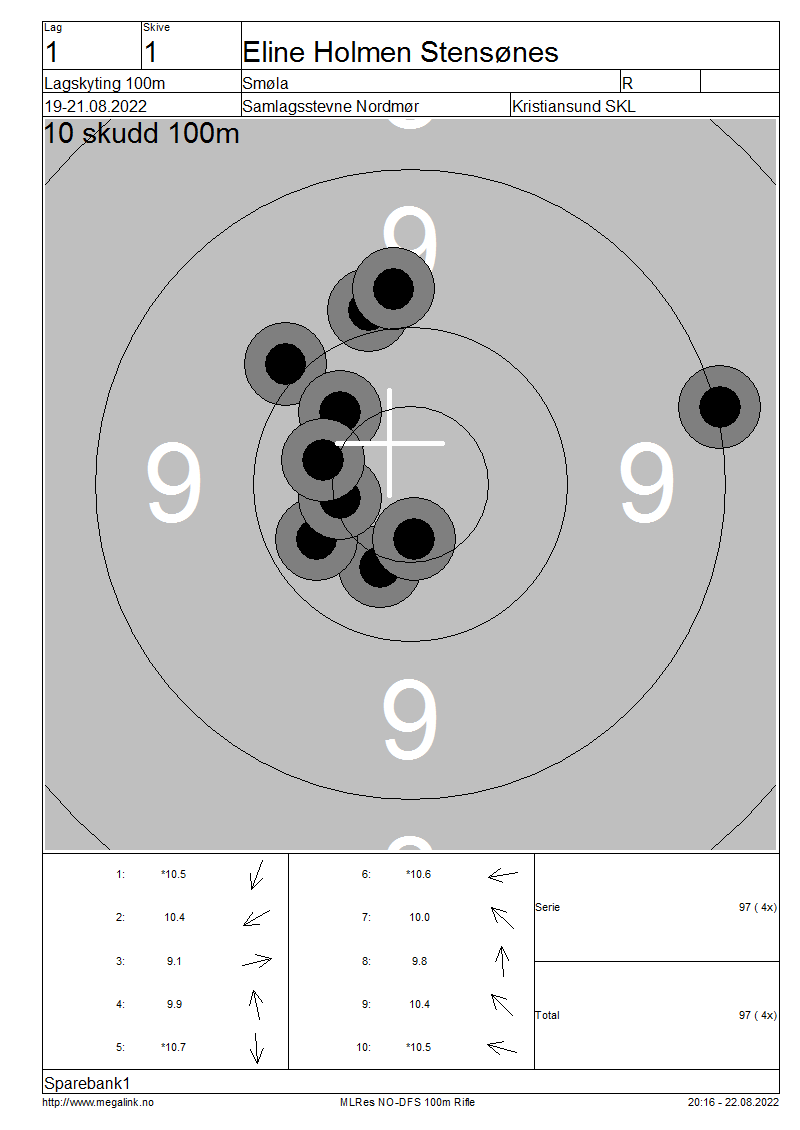 Lag Skive
1 1 Eline Holmen Stensønes
Lagskyting 100m Smøla R
19-21.08.2022 Samlagsstevne Nordmør Kristiansund SKL
10 skudd 100m
9
9 9
9
1: *10.5 6: *10.6
2: 10.4 7: 10.0
Serie 97 ( 4x)
3: 9.1 8: 9.8
4: 9.9 9: 10.4
Total 97 ( 4x)
5: *10.7 10: *10.5
Sparebank1
http://www.megalink.no MLRes NO-DFS 100m Rifle 20:16 - 22.08.2022